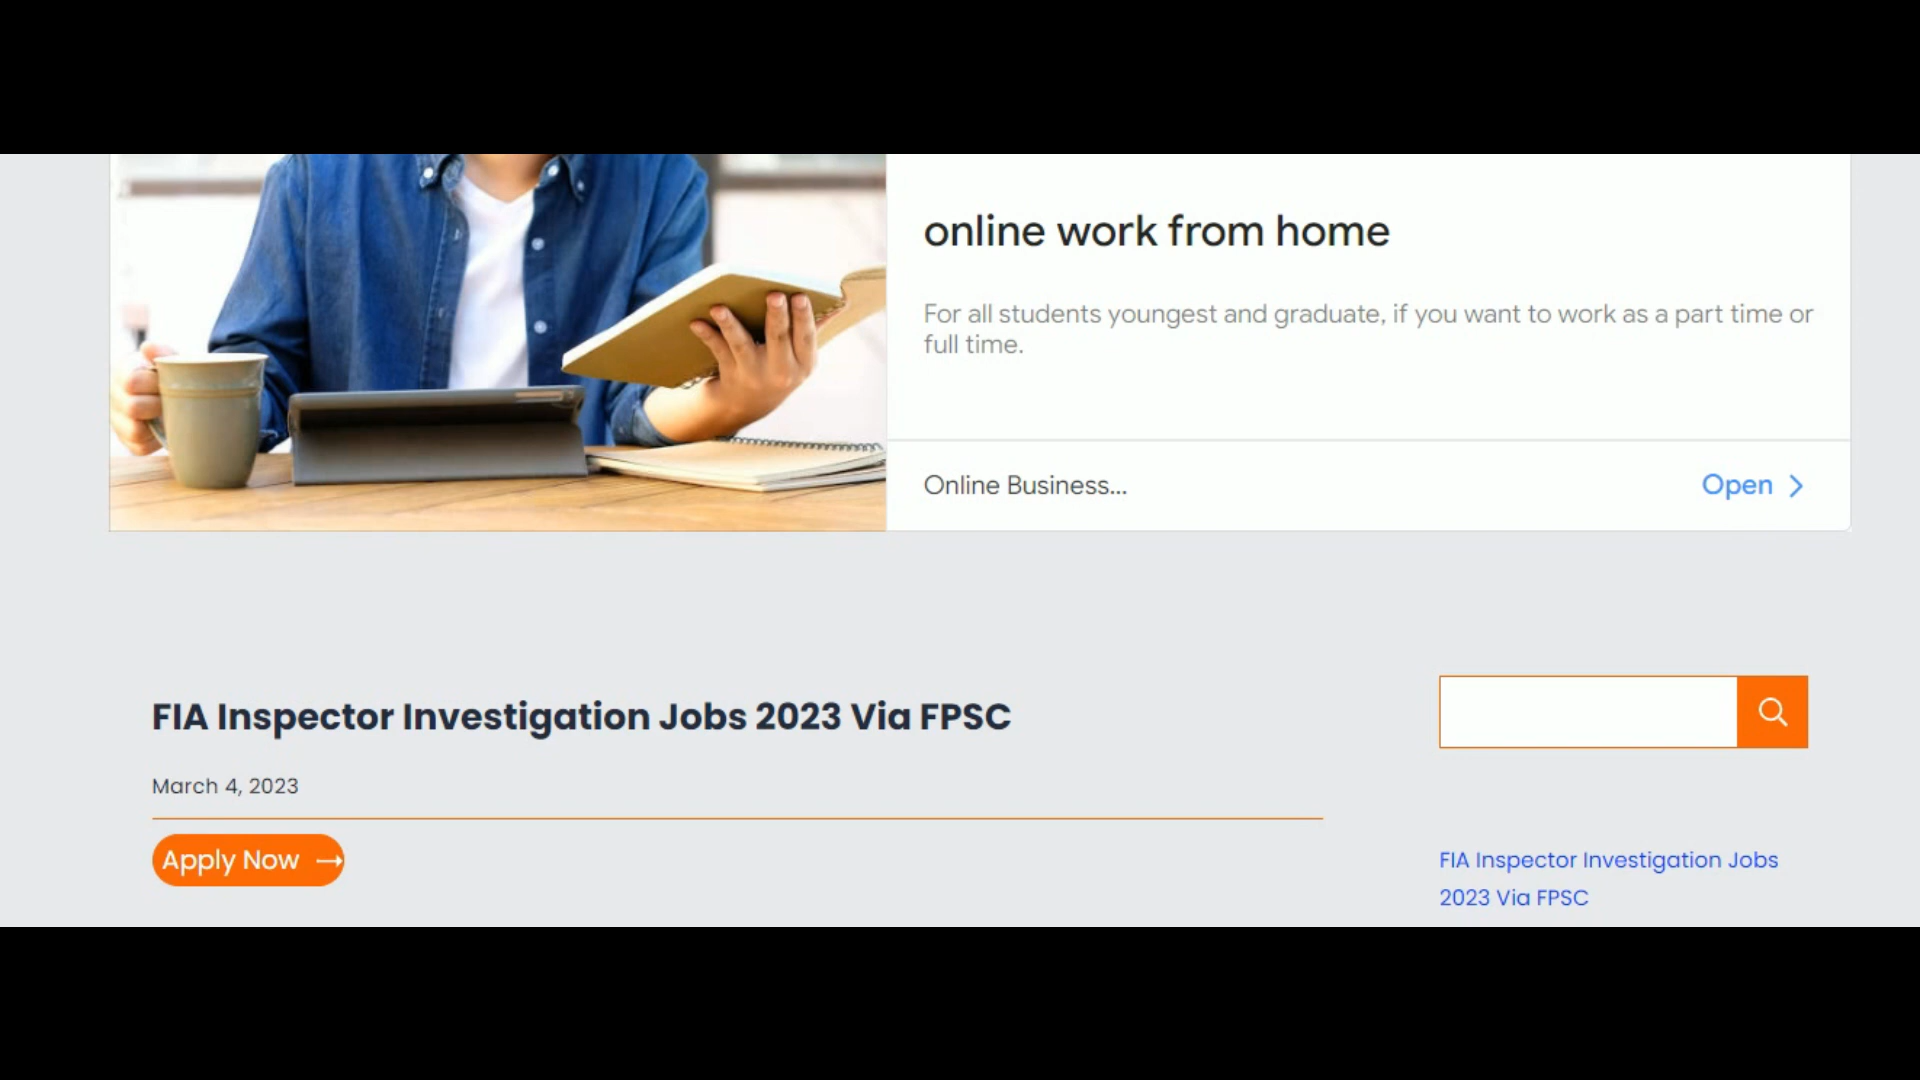 online work from home
For all students youngest and graduate, if you want to work as a part time or
full time.
Online Business...
Open
FIA Inspector Investigation Jobs 2023 Via FPSC
March 4, 2023
Apply Now →
FIA Inspector Investigation Jobs
2023 Via FPSC